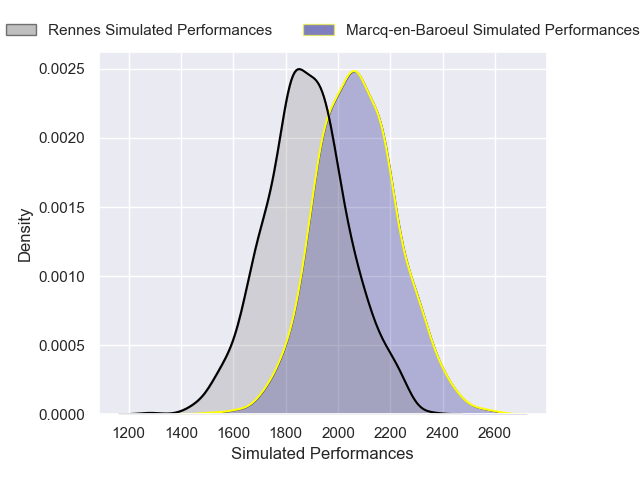 Rennes Simulated Performances
Marcq-en-Baroeul Simulated Performances
0.0025
0.0020
0.0015
0.0010
0.0005
0.0000
Density
1200 1400 1600 1800 2000 2200 2400 2600
Simulated Performances